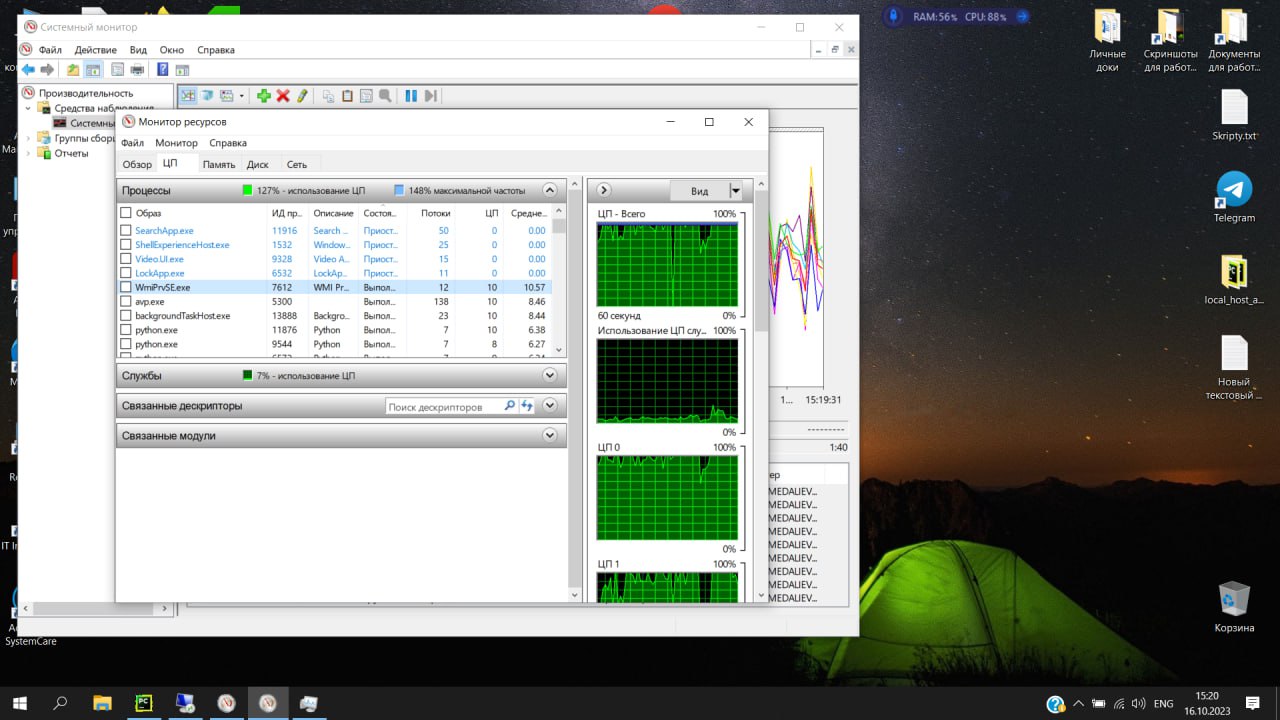 Системный монитор
Файл Действие Вид Окно Справка
Производительность
Средства наблюдения
Системный
Группы сбор
Отчеты
Монитор ресурсов
Файл Монитор Справка
Обзор ЦП Память Диск Сеть
Процессы 127% - использование ЦП 148% максимальной частоты
Образ ИД пр... Описание Состоя... Потоки ЦП Средне...
SearchApp.exe 11916 Search ... Приост... 50 0 0.00
ShellExperienceHost.exe 1532 Window... Приост... 25 0 0.00
Video.UI.exe 9328 Video A... Приост... 15 0 0.00
LockApp.exe 6532 LockAp... Приост... 11 0 0.00
WmiPrvSE.exe 7612 WMI Pr... Выпол... 12 10 10.57
avp.exe 5300 Выпол... 138 10 8.46
backgroundTaskHost.exe 13888 Backgro... Выпол... 23 10 8.44
python.exe 11876 Python Выпол... 7 10 6.38
python.exe 9544 Python Выпол... 7 8 6.27
Службы 7% - использование ЦП
Связанные дескрипторы Поиск дескрипторов
Связанные модули
Вид
ЦП - Всего 100%
60 секунд 0%
Использование ЦП слу... 100%
0%
ЦП 0 100%
0%
ЦП 1 100%
1... 15:19:31
---------
1:40
ер
MEDALIEV...
MEDALIEV...
MEDALIEV...
MEDALIEV...
MEDALIEV...
MEDALIEV...
MEDALIEV...
MEDALIEV...
MEDALIEV...
RAM:56% CPU:88%
Личные
доки
Скриншоты
для работ...
Документы
для работ...
Skripty.txt
Telegram
local_host_a...
Новый
текстовый ...
Корзина
SystemCare
ENG
15:20
16.10.2023